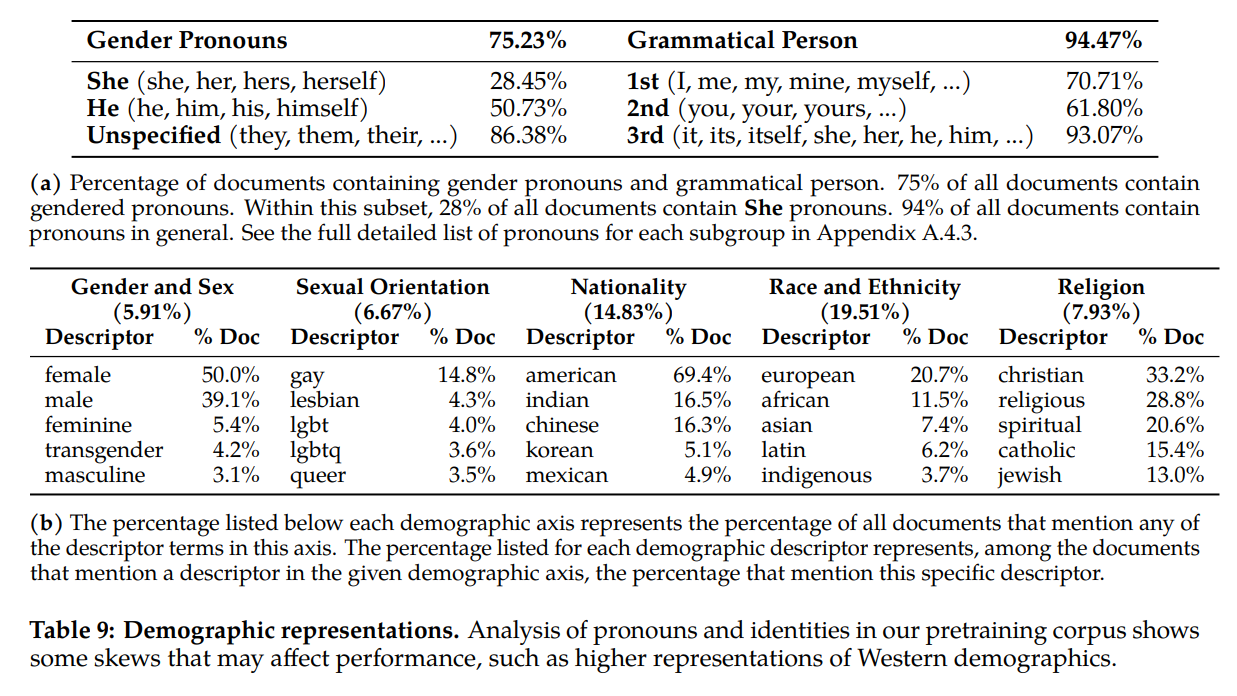 Gender Pronouns 75.23% Grammatical Person 94.47%
She (she, her, hers, herself) 28.45% 1st (I, me, my, mine, myself, ...) 70.71%
He (he, him, his, himself) 50.73% 2nd (you, your, yours, ...) 61.80%
Unspecified (they, them, their, ...) 86.38% 3rd (it, its, itself, she, her, he, him, ...) 93.07%
(a) Percentage of documents containing gender pronouns and grammatical person. 75% of all documents contain
gendered pronouns. Within this subset, 28% of all documents contain She pronouns. 94% of all documents contain
pronouns in general. See the full detailed list of pronouns for each subgroup in Appendix A.4.3.
Gender and Sex Sexual Orientation Nationality Race and Ethnicity Religion
(5.91%) (6.67%) (14.83%) (19.51%) (7.93%)
Descriptor % Doc Descriptor % Doc Descriptor % Doc Descriptor % Doc Descriptor % Doc
female 50.0% gay 14.8% american 69.4% european 20.7% christian 33.2%
male 39.1% lesbian 4.3% indian 16.5% african 11.5% religious 28.8%
feminine 5.4% lgbt 4.0% chinese 16.3% asian 7.4% spiritual 20.6%
transgender 4.2% lgbtq 3.6% korean 5.1% latin 6.2% catholic 15.4%
masculine 3.1% queer 3.5% mexican 4.9% indigenous 3.7% jewish 13.0%
(b) The percentage listed below each demographic axis represents the percentage of all documents that mention any of
the descriptor terms in this axis. The percentage listed for each demographic descriptor represents, among the documents
that mention a descriptor in the given demographic axis, the percentage that mention this specific descriptor.
Table 9: Demographic representations. Analysis of pronouns and identities in our pretraining corpus shows
some skews that may affect performance, such as higher representations of Western demographics.